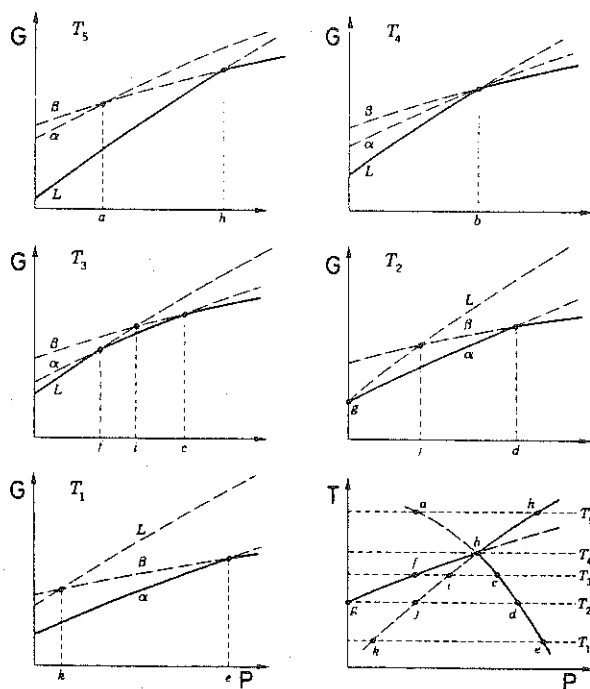 G T₅
β
α
L
a h
G T₄
β
α
L
b
G T₃
β
α
L
f i c
G T₂
L
β
α
g
j d
G T₁
L
β
α
k e P
T
a h T₅
b T₄
f i c T₃
g j d T₂
k e T₁
P